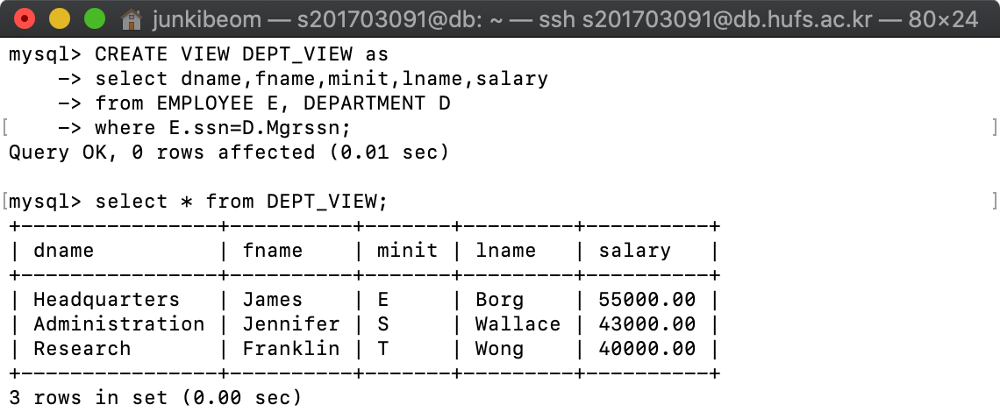 junkibeom — s201703091@db: ~ — ssh s201703091@db.hufs.ac.kr — 80×24
mysql> CREATE VIEW DEPT_VIEW as
    -> select dname,fname,minit,lname,salary
    -> from EMPLOYEE E, DEPARTMENT D
[    -> where E.ssn=D.Mgrssn; ]
Query OK, 0 rows affected (0.01 sec)
[mysql> select * from DEPT_VIEW; ]
+----------------+----------+-------+---------+----------+
| dname          | fname    | minit | lname   | salary   |
+----------------+----------+-------+---------+----------+
| Headquarters   | James    | E     | Borg    | 55000.00 |
| Administration | Jennifer | S     | Wallace | 43000.00 |
| Research       | Franklin | T     | Wong    | 40000.00 |
+----------------+----------+-------+---------+----------+
3 rows in set (0.00 sec)